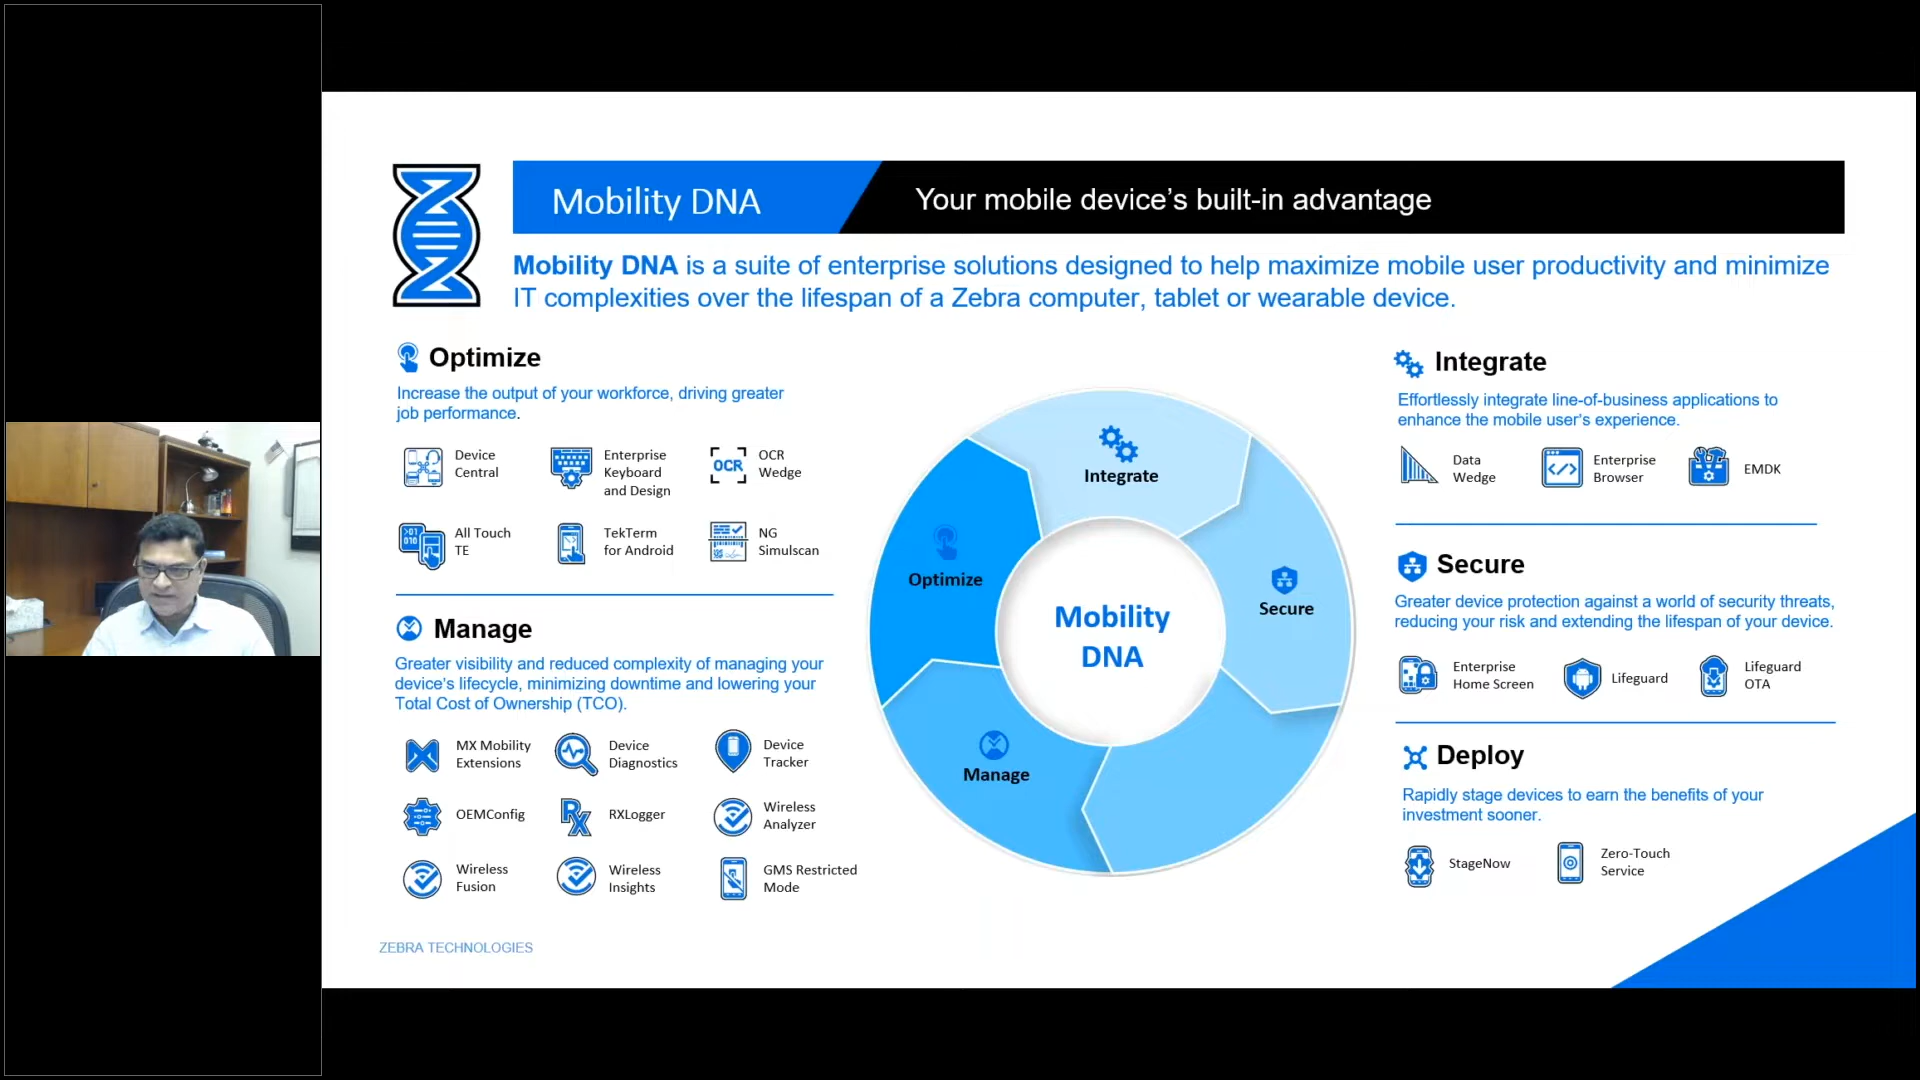 Mobility DNA
Your mobile device's built-in advantage
Mobility DNA is a suite of enterprise solutions designed to help maximize mobile user productivity and minimize
IT complexities over the lifespan of a Zebra computer, tablet or wearable device.
Optimize
Increase the output of your workforce, driving greater
job performance.
Device
Central
Enterprise
Keyboard
and Design
OCR
OCR
Wedge
>01
010
All Touch
TE
TekTerm
for Android
NG
Simulscan
Manage
Greater visibility and reduced complexity of managing your
device's lifecycle, minimizing downtime and lowering your
Total Cost of Ownership (TCO).
MX Mobility
Extensions
Device
Diagnostics
Device
Tracker
OEMConfig
Rx
RXLogger
Wireless
Analyzer
Wireless
Fusion
Wireless
Insights
GMS Restricted
Mode
Integrate
Optimize
Secure
Manage
Mobility
DNA
Integrate
Effortlessly integrate line-of-business applications to
enhance the mobile user's experience.
Data
Wedge
</>
Enterprise
Browser
EMDK
Secure
Greater device protection against a world of security threats,
reducing your risk and extending the lifespan of your device.
Enterprise
Home Screen
Lifeguard
Lifeguard
OTA
Deploy
Rapidly stage devices to earn the benefits of your
investment sooner.
StageNow
Zero-Touch
Service
ZEBRA TECHNOLOGIES